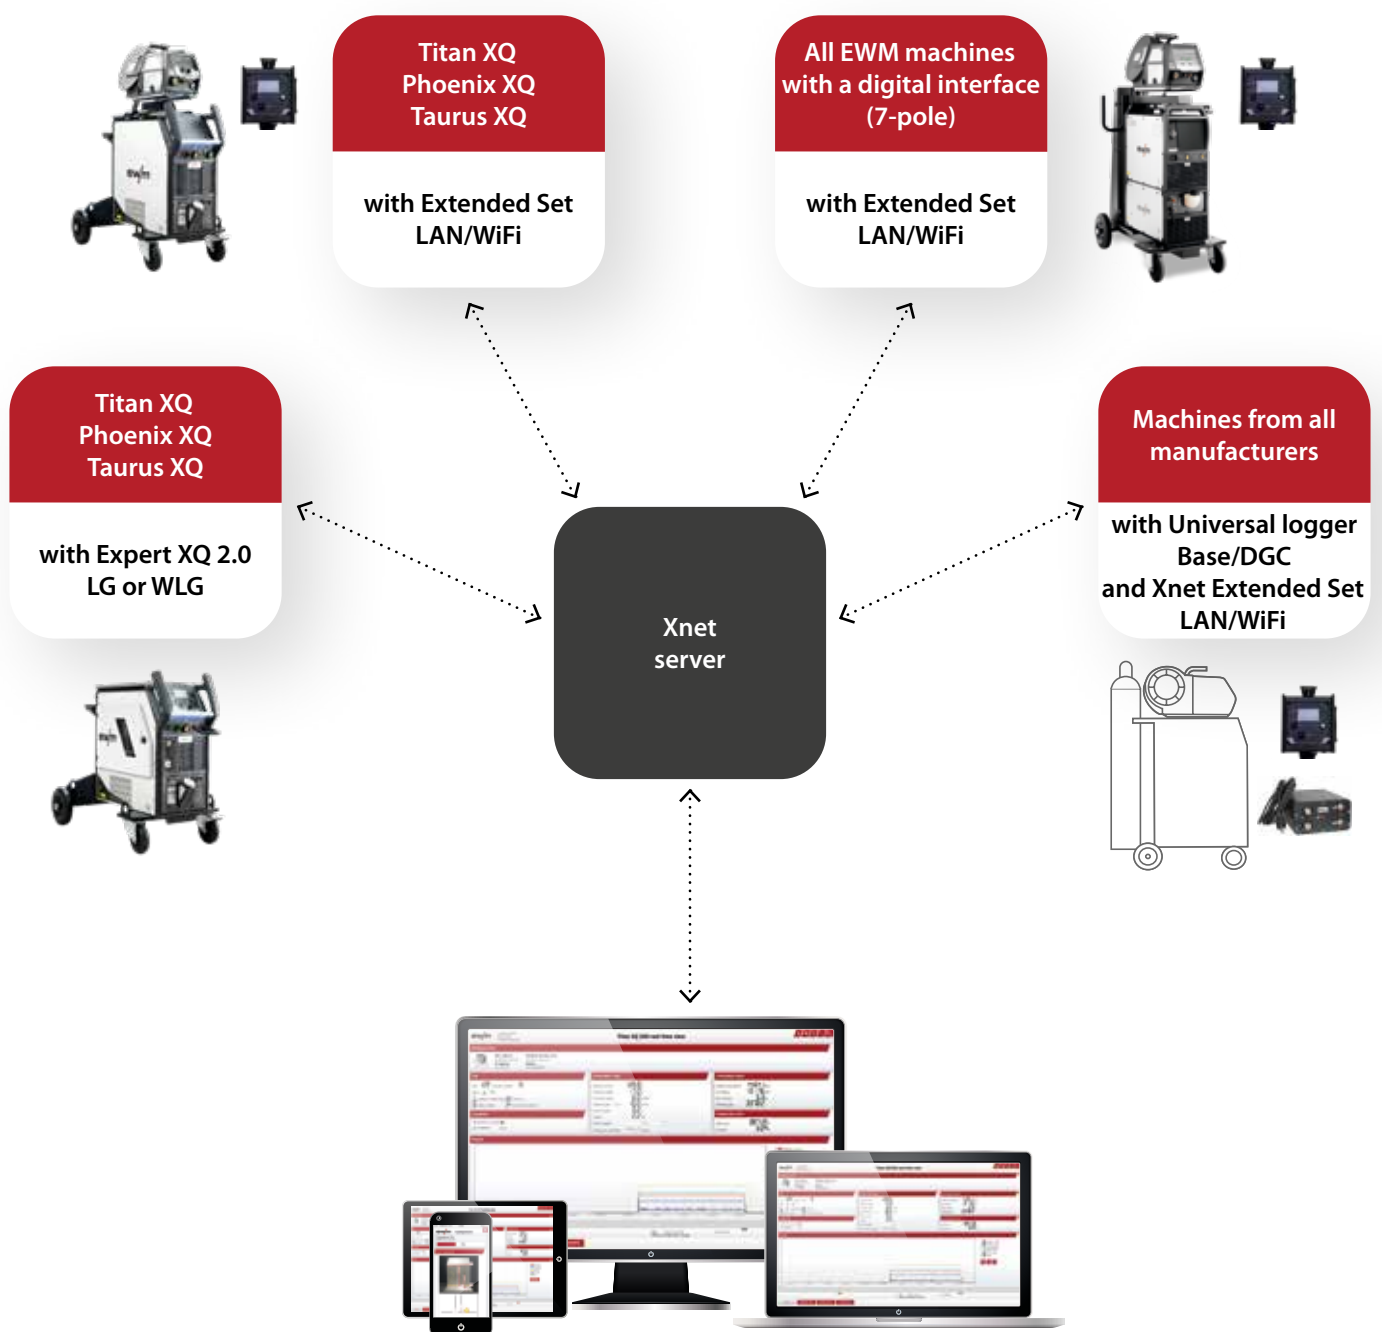 Titan XQ
Phoenix XQ
Taurus XQ
with Extended Set
LAN/WiFi
All EWM machines
with a digital interface
(7-pole)
with Extended Set
LAN/WiFi
Titan XQ
Phoenix XQ
Taurus XQ
with Expert XQ 2.0
LG or WLG
Machines from all
manufacturers
with Universal logger
Base/DGC
and Xnet Extended Set
LAN/WiFi
Xnet
server
ewm
ewm